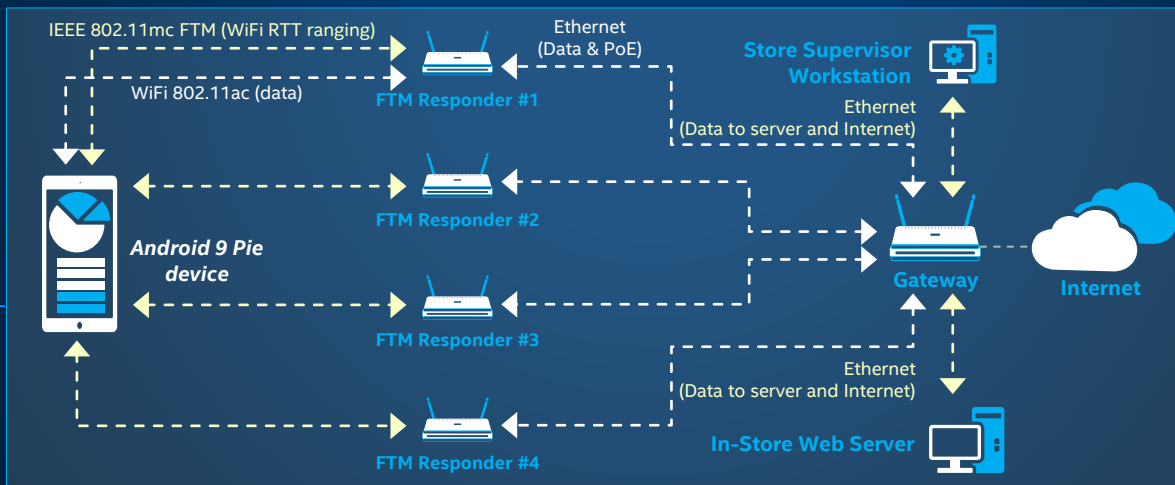 IEEE 802.11mc FTM (WiFi RTT ranging)
WiFi 802.11ac (data)
FTM Responder #1
Ethernet
(Data & PoE)
Store Supervisor
Workstation
Ethernet
(Data to server and Internet)
FTM Responder #2
Android 9 Pie
device
Gateway
Internet
FTM Responder #3
Ethernet
(Data to server and Internet)
In-Store Web Server
FTM Responder #4